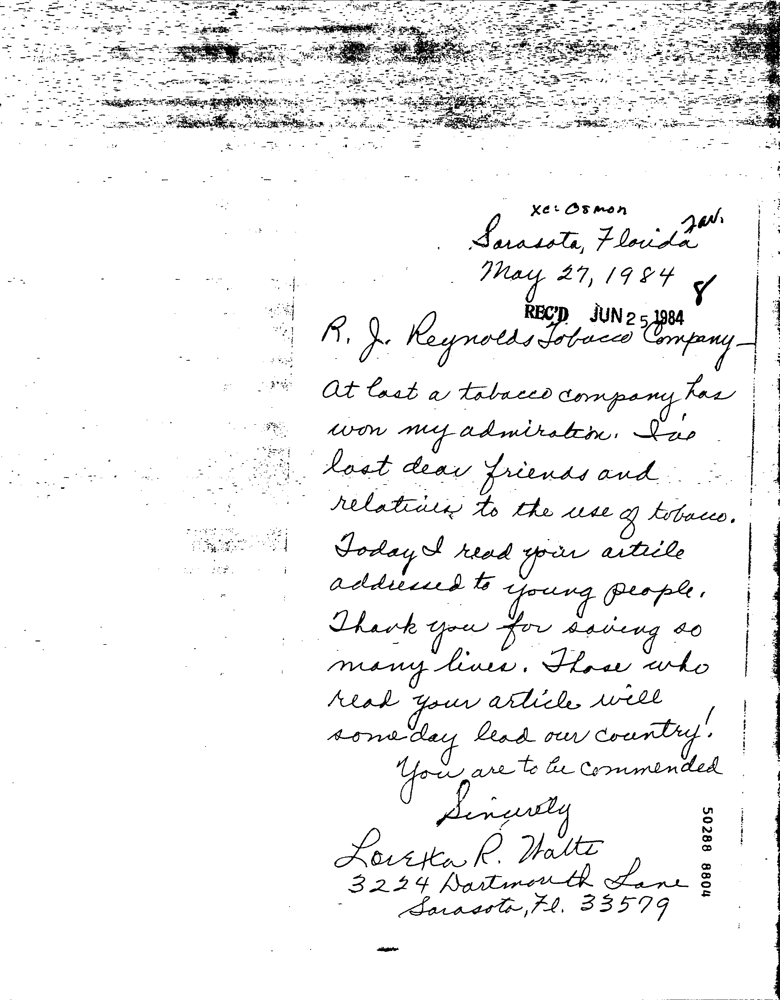 xc: Osmon
Sarasota, Florida
May 27, 1984
8
REC'D JUN 25 1984
R. J. Reynolds Tobacco Company—
At last a tobacco company has
won my admiration. I've
lost dear friends and
relatives to the use of tobacco.
Today I read your article
addressed to young people.
Thank you for saving so
many lives. Those who
read your article will
some day lead our country!
You are to be commended
Sincerely
Loretta R. Watts
3224 Dartmouth Lane
Sarasota, Fl. 33579
50288 8804